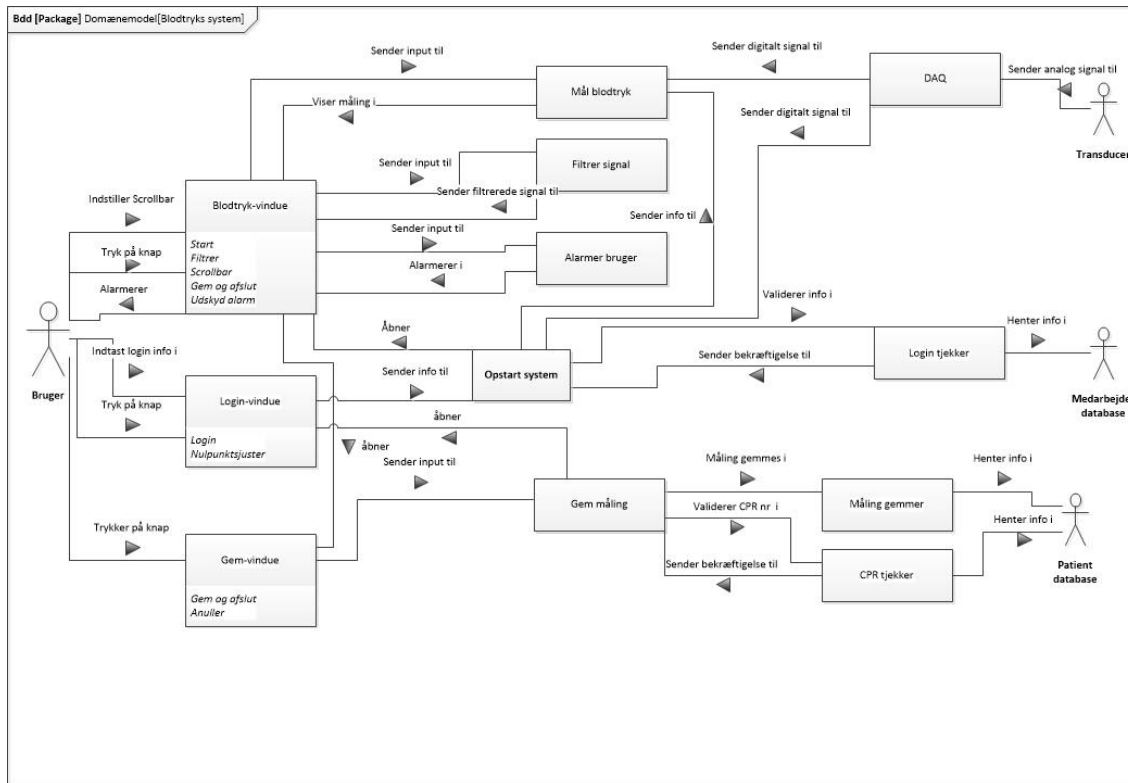 Bdd [Package] Domænemodel[Blodtryks system]
Sender input til
Sender digitalt signal til
DAQ
Sender analog signal til
Mål blodtryk
Viser måling i
Sender digitalt signal til
Transducer
Sender input til
Filtrer signal
Indstiller Scrollbar
Blodtryk-vindue
Sender filtrerede signal til
Sender info til
Start
Filtrer
Scrollbar
Gem og afslut
Udskyd alarm
Tryk på knap
Sender input til
Alarmer bruger
Alarmerer i
Alarmerer
Validerer info i
Åbner
Henter info i
Login tjekker
Indtast login info i
Bruger
Sender info til
Opstart system
Sender bekræftigelse til
Medarbejde
database
Login-vindue
Tryk på knap
Login
Nulpunktsjuster
åbner
åbner
Sender input til
Måling gemmes i
Henter info i
Gem måling
Måling gemmer
Validerer CPR nr i
Henter info i
Trykker på knap
Gem-vindue
Sender bekræftigelse til
CPR tjekker
Patient
database
Gem og afslut
Anuller